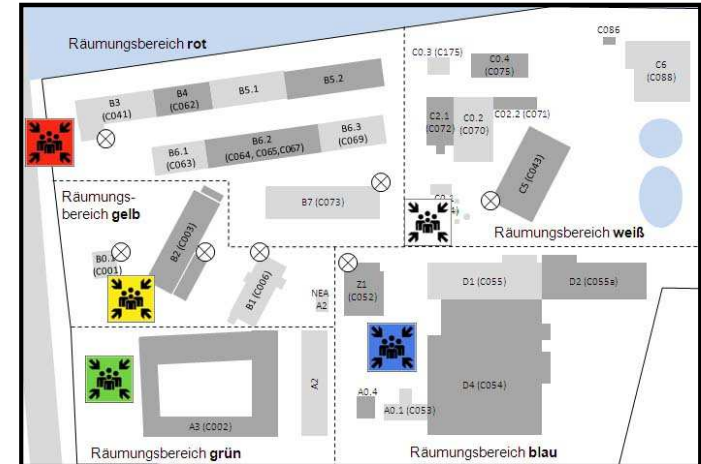 Räumungsbereich rot
C086
C0.3 (C175)
C0.4
(C075)
C6
(C088)
B3
(C041)
B4
(C062)
B5.1
B5.2
C2.1
(C072)
C0.2
(C070)
C02.2 (C071)
B6.1
(C063)
B6.2
(C064, C065,C067)
B6.3
(C069)
C5 (C043)
Räumungs-
bereich gelb
B7 (C073)
Räumungsbereich weiß
B2 (C003)
(C001)
B1 (C006)
NEA
A2
Z1
(C052)
D1 (C055)
D2 (C055a)
A3 (C002)
A2
A0.4
A0.1 (C053)
D4 (C054)
Räumungsbereich grün
Räumungsbereich blau